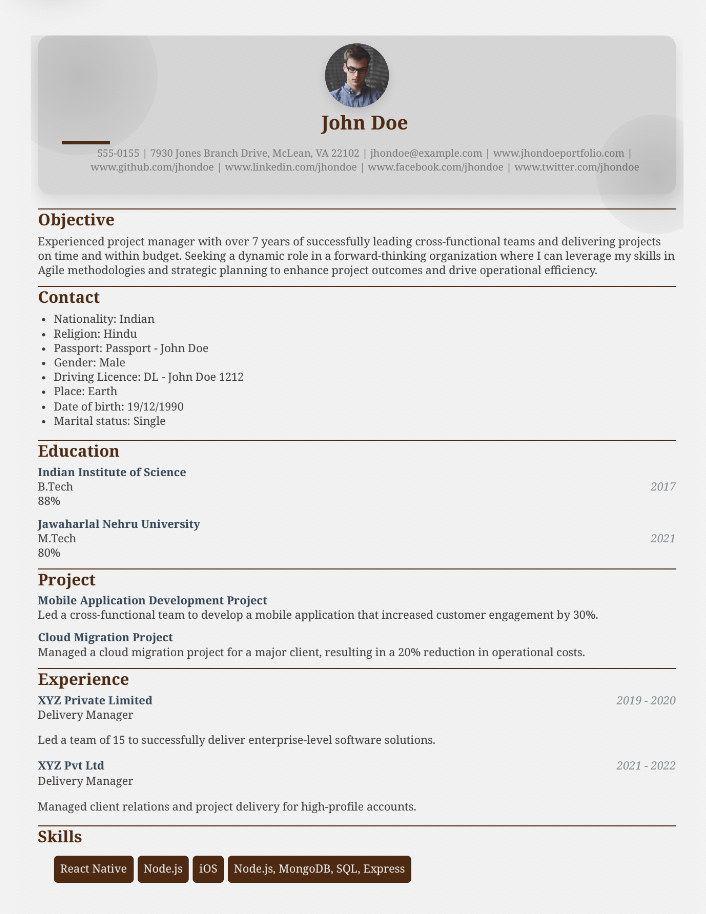 John Doe
555-0155 | 7930 Jones Branch Drive, McLean, VA 22102 | jhondoe@example.com | www.jhondoeportfolio.com |
www.github.com/jhondoe | www.linkedin.com/jhondoe | www.facebook.com/jhondoe | www.twitter.com/jhondoe
Objective
Experienced project manager with over 7 years of successfully leading cross-functional teams and delivering projects
on time and within budget. Seeking a dynamic role in a forward-thinking organization where I can leverage my skills in
Agile methodologies and strategic planning to enhance project outcomes and drive operational efficiency.
Contact
• Nationality: Indian
• Religion: Hindu
• Passport: Passport - John Doe
• Gender: Male
• Driving Licence: DL - John Doe 1212
• Place: Earth
• Date of birth: 19/12/1990
• Marital status: Single
Education
Indian Institute of Science
B.Tech 2017
88%
Jawaharlal Nehru University
M.Tech 2021
80%
Project
Mobile Application Development Project
Led a cross-functional team to develop a mobile application that increased customer engagement by 30%.
Cloud Migration Project
Managed a cloud migration project for a major client, resulting in a 20% reduction in operational costs.
Experience
XYZ Private Limited 2019 - 2020
Delivery Manager
Led a team of 15 to successfully deliver enterprise-level software solutions.
XYZ Pvt Ltd 2021 - 2022
Delivery Manager
Managed client relations and project delivery for high-profile accounts.
Skills
React Native Node.js iOS Node.js, MongoDB, SQL, Express